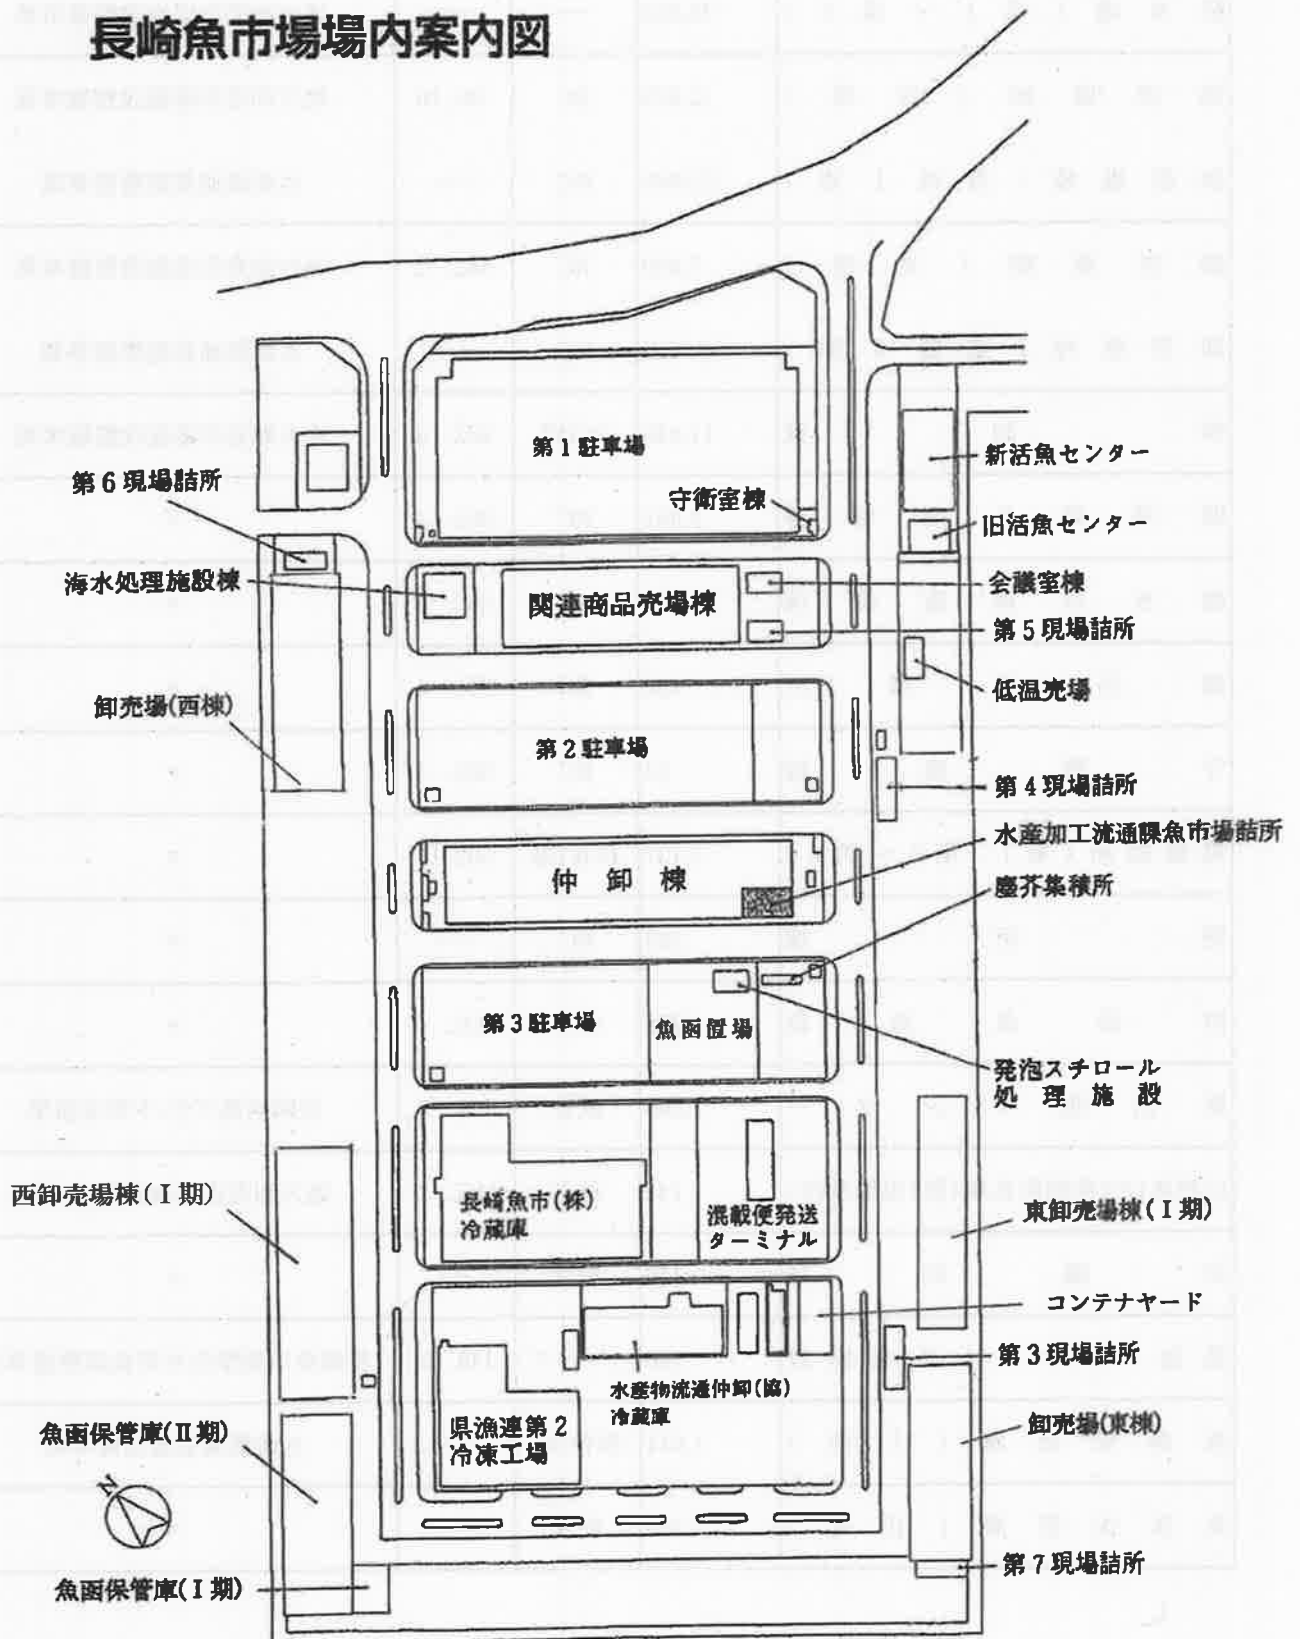 長崎魚市場場内案内図
第1駐車場
新活魚センター
第6現場詰所
守衛室棟
旧活魚センター
海水処理施設棟
関連商品売場棟
会議室棟
第5現場詰所
低温売場
卸売場(西棟)
第2駐車場
第4現場詰所
水産加工流通課魚市場詰所
仲卸棟
塵芥集積所
第3駐車場
魚函置場
発泡スチロール
処理施設
西卸売場棟(Ⅰ期)
長崎魚市(株)
冷蔵庫
混載便発送
ターミナル
東卸売場棟(Ⅰ期)
コンテナヤード
第3現場詰所
水産物流通仲卸(協)
冷蔵庫
県漁連第2
冷凍工場
卸売場(東棟)
魚函保管庫(Ⅱ期)
N
第7現場詰所
魚函保管庫(Ⅰ期)